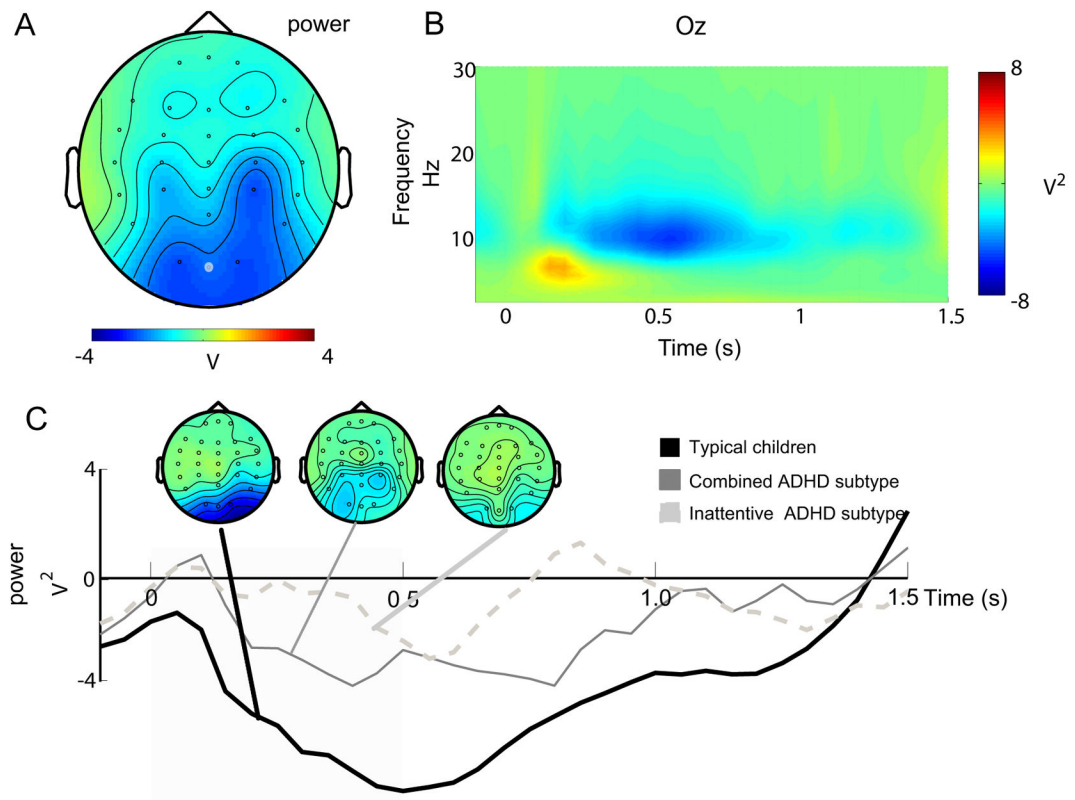 A
power
-4
4
V
B
Oz
Frequency
Hz
30
20
10
0
0.5
1
1.5
Time (s)
8
-8
V²
C
Typical children
Combined ADHD subtype
Inattentive ADHD subtype
power
V²
4
0
-4
0
0.5
1.0
1.5
Time (s)